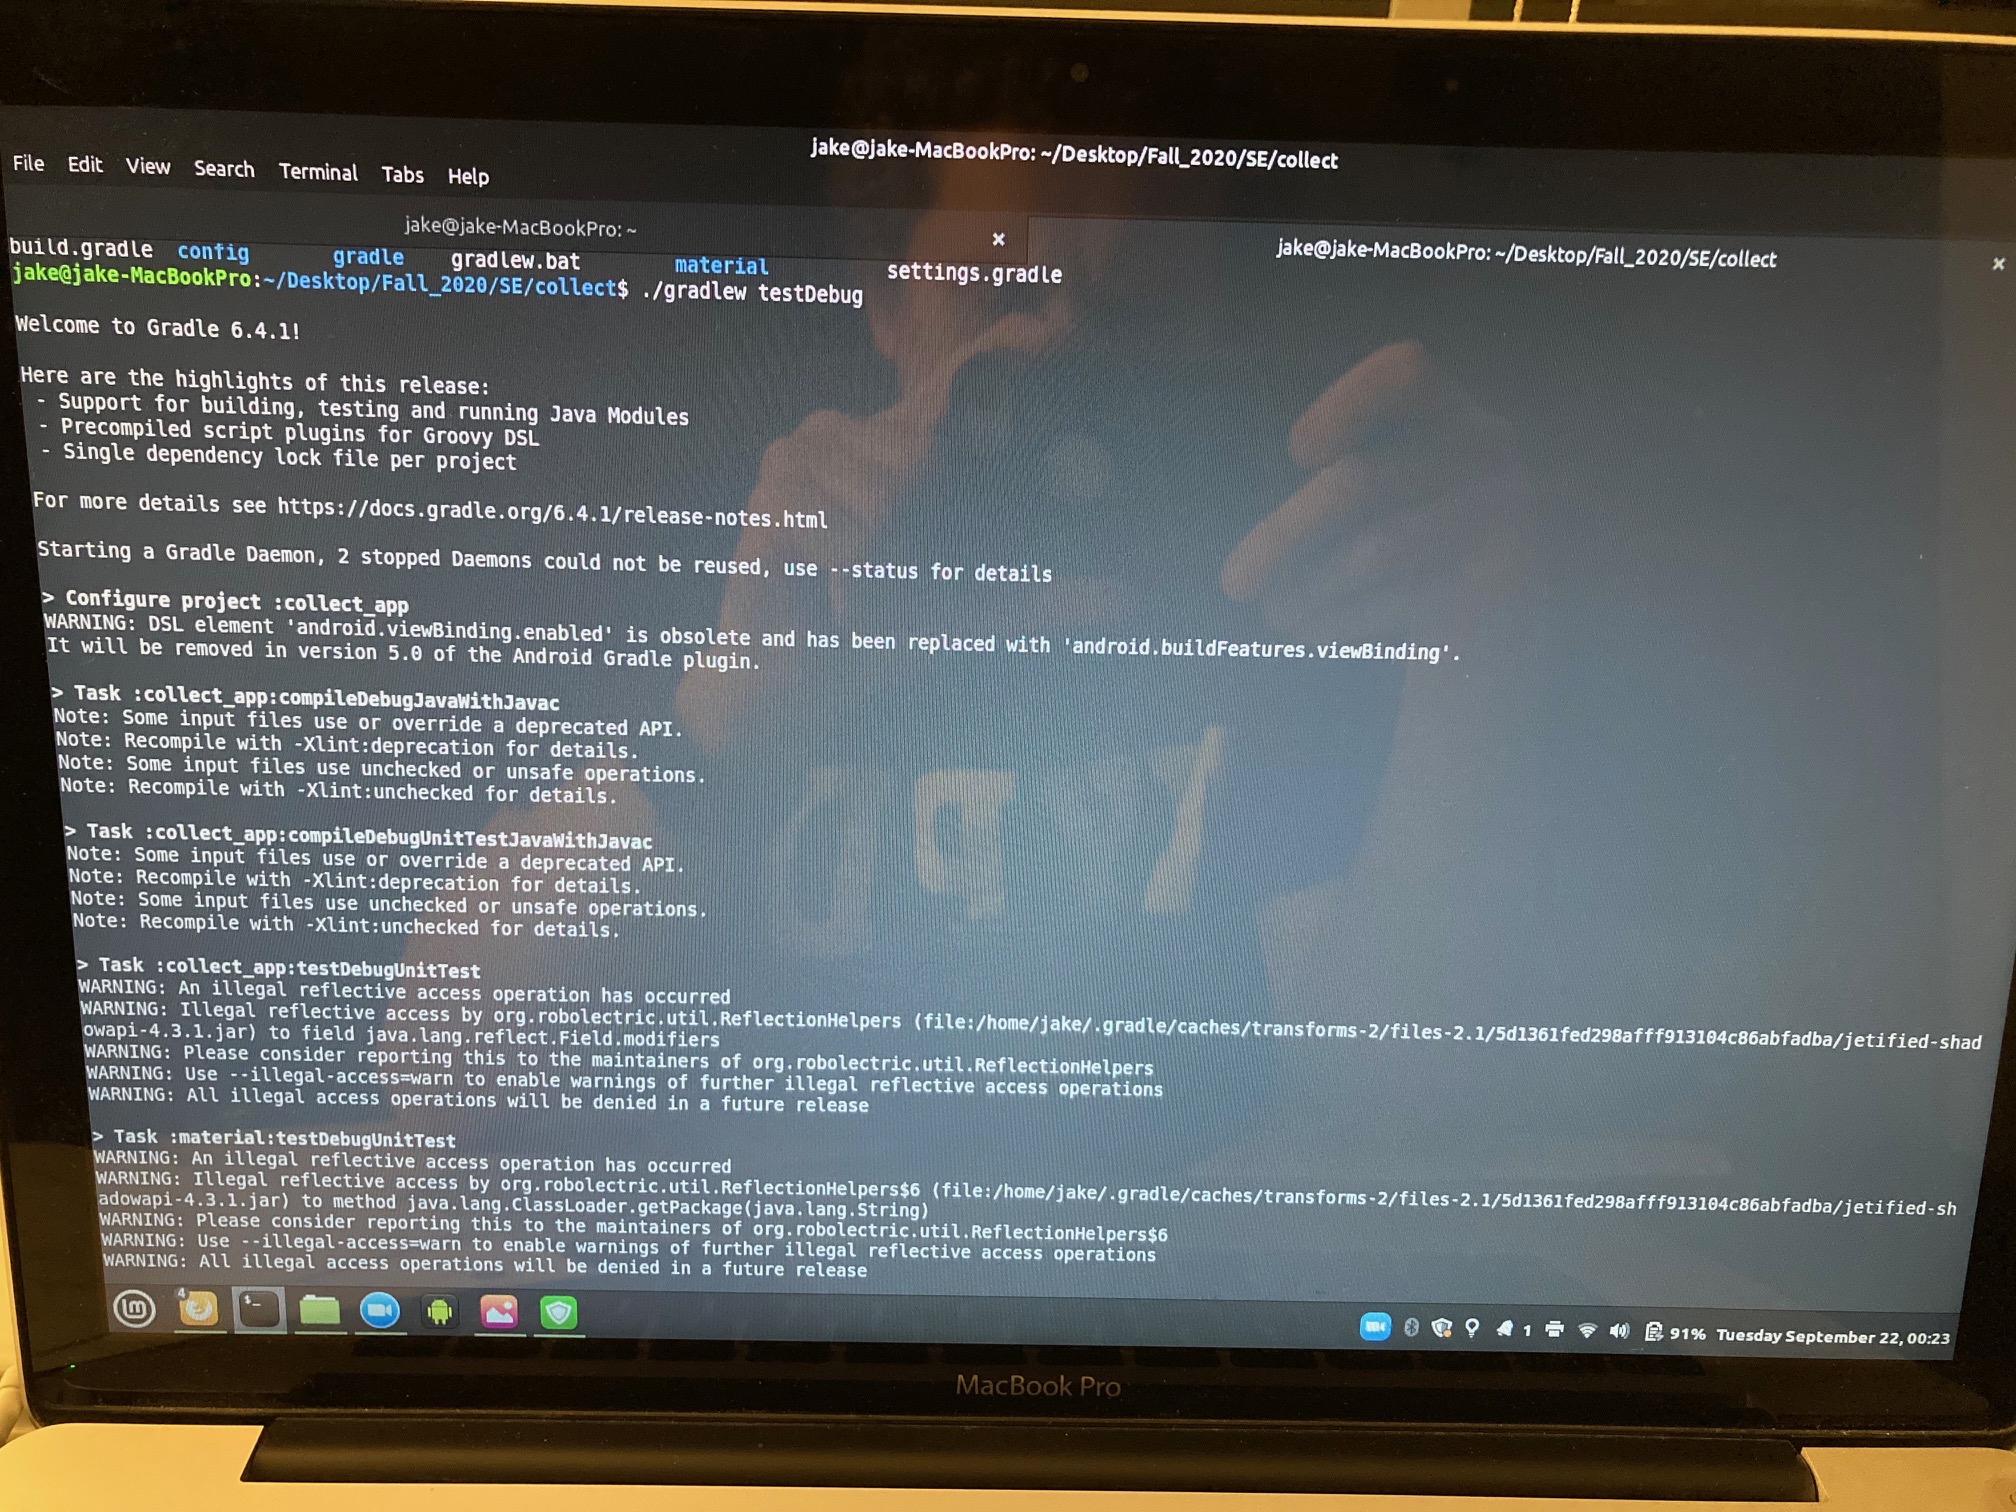 jake@jake-MacBookPro: ~/Desktop/Fall_2020/SE/collect
File Edit View Search Terminal Tabs Help
jake@jake-MacBookPro: ~ ×
jake@jake-MacBookPro: ~/Desktop/Fall_2020/SE/collect ×
build.gradle config gradle gradlew.bat material settings.gradle
jake@jake-MacBookPro:~/Desktop/Fall_2020/SE/collect$ ./gradlew testDebug
Welcome to Gradle 6.4.1!
Here are the highlights of this release:
- Support for building, testing and running Java Modules
- Precompiled script plugins for Groovy DSL
- Single dependency lock file per project
For more details see https://docs.gradle.org/6.4.1/release-notes.html
Starting a Gradle Daemon, 2 stopped Daemons could not be reused, use --status for details
> Configure project :collect_app
WARNING: DSL element 'android.viewBinding.enabled' is obsolete and has been replaced with 'android.buildFeatures.viewBinding'.
It will be removed in version 5.0 of the Android Gradle plugin.
> Task :collect_app:compileDebugJavaWithJavac
Note: Some input files use or override a deprecated API.
Note: Recompile with -Xlint:deprecation for details.
Note: Some input files use unchecked or unsafe operations.
Note: Recompile with -Xlint:unchecked for details.
> Task :collect_app:compileDebugUnitTestJavaWithJavac
Note: Some input files use or override a deprecated API.
Note: Recompile with -Xlint:deprecation for details.
Note: Some input files use unchecked or unsafe operations.
Note: Recompile with -Xlint:unchecked for details.
> Task :collect_app:testDebugUnitTest
WARNING: An illegal reflective access operation has occurred
WARNING: Illegal reflective access by org.robolectric.util.ReflectionHelpers (file:/home/jake/.gradle/caches/transforms-2/files-2.1/5d1361fed298afff913104c86abfadba/jetified-shad
owapi-4.3.1.jar) to field java.lang.reflect.Field.modifiers
WARNING: Please consider reporting this to the maintainers of org.robolectric.util.ReflectionHelpers
WARNING: Use --illegal-access=warn to enable warnings of further illegal reflective access operations
WARNING: All illegal access operations will be denied in a future release
> Task :material:testDebugUnitTest
WARNING: An illegal reflective access operation has occurred
WARNING: Illegal reflective access by org.robolectric.util.ReflectionHelpers$6 (file:/home/jake/.gradle/caches/transforms-2/files-2.1/5d1361fed298afff913104c86abfadba/jetified-sh
adowapi-4.3.1.jar) to method java.lang.ClassLoader.getPackage(java.lang.String)
WARNING: Please consider reporting this to the maintainers of org.robolectric.util.ReflectionHelpers$6
WARNING: Use --illegal-access=warn to enable warnings of further illegal reflective access operations
WARNING: All illegal access operations will be denied in a future release
4 $_ 1 91% Tuesday September 22, 00:23
MacBook Pro